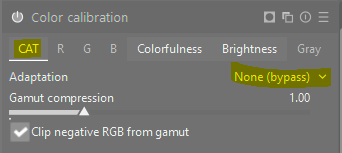 Color calibration
CAT R G B Colorfulness Brightness Gray
Adaptation None (bypass)
Gamut compression 1.00
Clip negative RGB from gamut